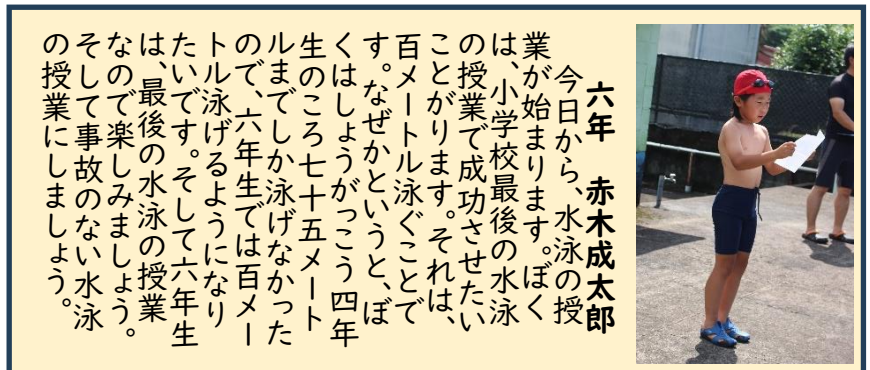 六年　赤木成太郎
今日から、水泳の授
業が始まります。ぼく
は、小学校最後の水泳
の授業で成功させたい
ことがります。それは、
百メートル泳ぐことで
す。なぜかというと、ぼ
くはしょうがっこう四年
生のころ七十五メート
ルまでしか泳げなかった
ので、六年生では百メー
トル泳げるようになり
たいです。そして六年生
は、最後の水泳の授業
なので楽しみましょう。
そして事故のない水泳
の授業にしましょう。